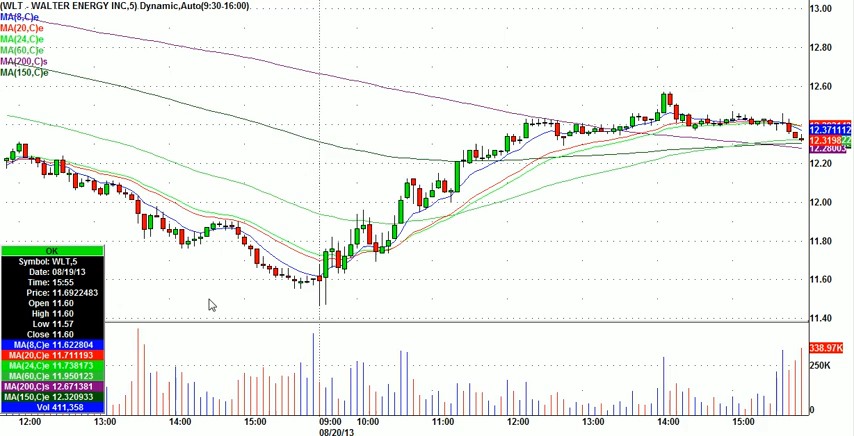 (WLT - WALTER ENERGY INC,5) Dynamic,Auto(9:30-16:00)
MA(8,C)e
MA(20,C)e
MA(24,C)e
MA(60,C)e
MA(200,C)s
MA(150,C)e
13.00
12.80
12.60
12.371112
12.3198
12.28003
12.20
12.00
11.80
11.60
11.40
OK
Symbol: WLT,5
Date: 08/19/13
Time: 15:55
Price: 11.6922483
Open 11.60
High 11.60
Low 11.57
Close 11.60
MA(8,C)e 11.622804
MA(20,C)e 11.711193
MA(24,C)e 11.738173
MA(60,C)e 11.950123
MA(200,C)s 12.671381
MA(150,C)e 12.320933
Vol 411,358
338.97K
250K
0
12:00 13:00 14:00 15:00 09:00 10:00 11:00 12:00 13:00 14:00 15:00
08/20/13